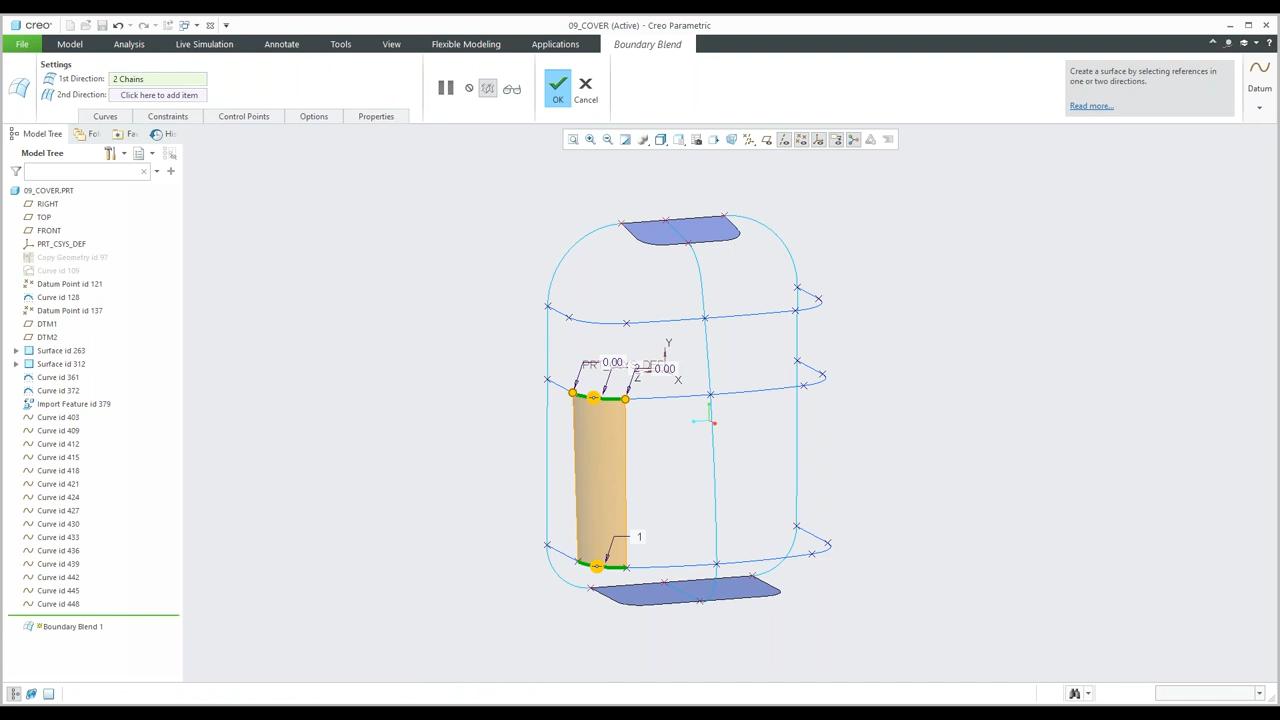 creo
09_COVER (Active) - Creo Parametric
File Model Analysis Live Simulation Annotate Tools View Flexible Modeling Applications Boundary Blend
Settings
1st Direction: 2 Chains
2nd Direction: Click here to add item
OK Cancel
Create a surface by selecting references in
one or two directions.
Read more...
Datum
Curves Constraints Control Points Options Properties
Model Tree Fol Fa His
Model Tree
09_COVER.PRT
RIGHT
TOP
FRONT
PRT_CSYS_DEF
Copy Geometry id 97
Curve id 109
Datum Point id 121
Curve id 128
Datum Point id 137
DTM1
DTM2
Surface id 263
Surface id 312
Curve id 361
Curve id 372
Import Feature id 379
Curve id 403
Curve id 409
Curve id 412
Curve id 415
Curve id 418
Curve id 421
Curve id 424
Curve id 427
Curve id 430
Curve id 433
Curve id 436
Curve id 439
Curve id 442
Curve id 445
Curve id 448
Boundary Blend 1
Y
0.00
0.00
Z
X
1